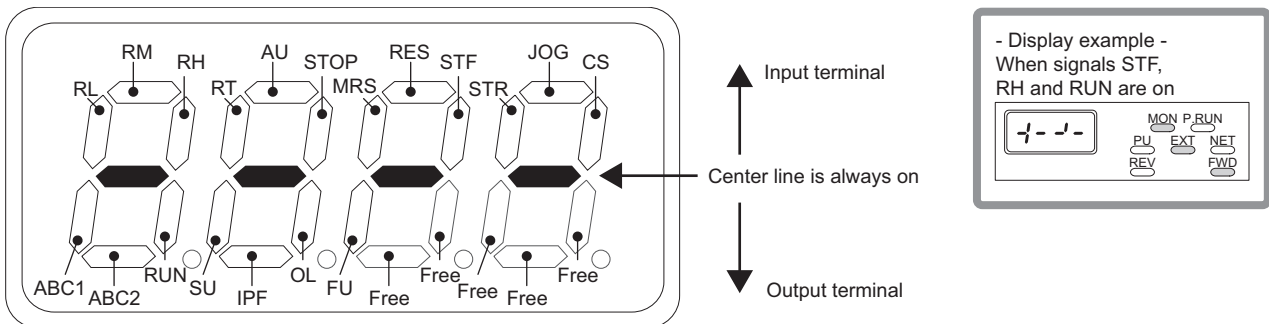 RM
AU
RES
JOG
RH
STOP
STF
CS
RL
RT
MRS
STR
ABC1
ABC2
RUN
SU
IPF
OL
FU
Free
Free
Free
Free
Free
Input terminal
Center line is always on
Output terminal
- Display example -
When signals STF,
RH and RUN are on
MON P.RUN
PU EXT NET
REV FWD